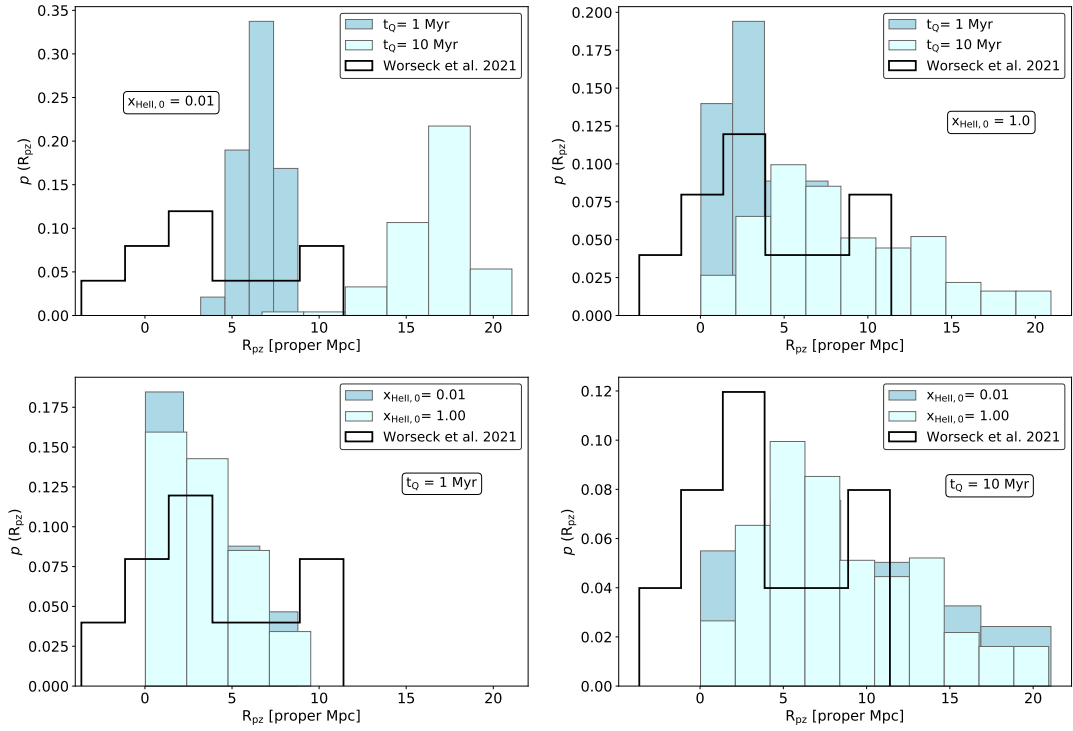 0.35
0.30
0.25
0.20
0.15
0.10
0.05
0.00
p (Rpz)
xHeII, 0 = 0.01
tQ= 1 Myr
tQ= 10 Myr
Worseck et al. 2021
0
5
10
15
20
Rpz [proper Mpc]
0.200
0.175
0.150
0.125
0.100
0.075
0.050
0.025
0.000
p (Rpz)
tQ= 1 Myr
tQ= 10 Myr
Worseck et al. 2021
xHeII, 0 = 1.0
0
5
10
15
20
Rpz [proper Mpc]
0.175
0.150
0.125
0.100
0.075
0.050
0.025
0.000
p (Rpz)
xHeII, 0= 0.01
xHeII, 0= 1.00
Worseck et al. 2021
tQ = 1 Myr
0
5
10
15
20
Rpz [proper Mpc]
0.12
0.10
0.08
0.06
0.04
0.02
0.00
p (Rpz)
xHeII, 0= 0.01
xHeII, 0= 1.00
Worseck et al. 2021
tQ = 10 Myr
0
5
10
15
20
Rpz [proper Mpc]